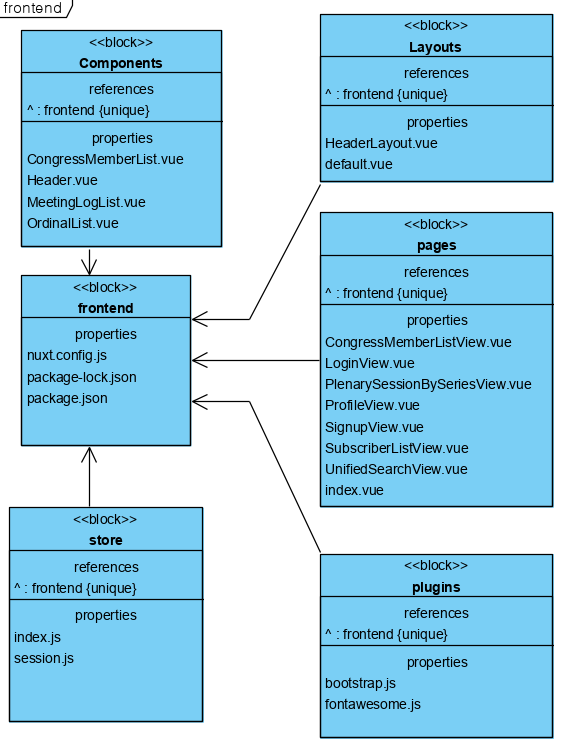 frontend
<<block>>
Components
references
^ : frontend {unique}
properties
CongressMemberList.vue
Header.vue
MeetingLogList.vue
OrdinalList.vue
<<block>>
Layouts
references
^ : frontend {unique}
properties
HeaderLayout.vue
default.vue
<<block>>
frontend
properties
nuxt.config.js
package-lock.json
package.json
<<block>>
pages
references
^ : frontend {unique}
properties
CongressMemberListView.vue
LoginView.vue
PlenarySessionBySeriesView.vue
ProfileView.vue
SignupView.vue
SubscriberListView.vue
UnifiedSearchView.vue
index.vue
<<block>>
store
references
^ : frontend {unique}
properties
index.js
session.js
<<block>>
plugins
references
^ : frontend {unique}
properties
bootstrap.js
fontawesome.js